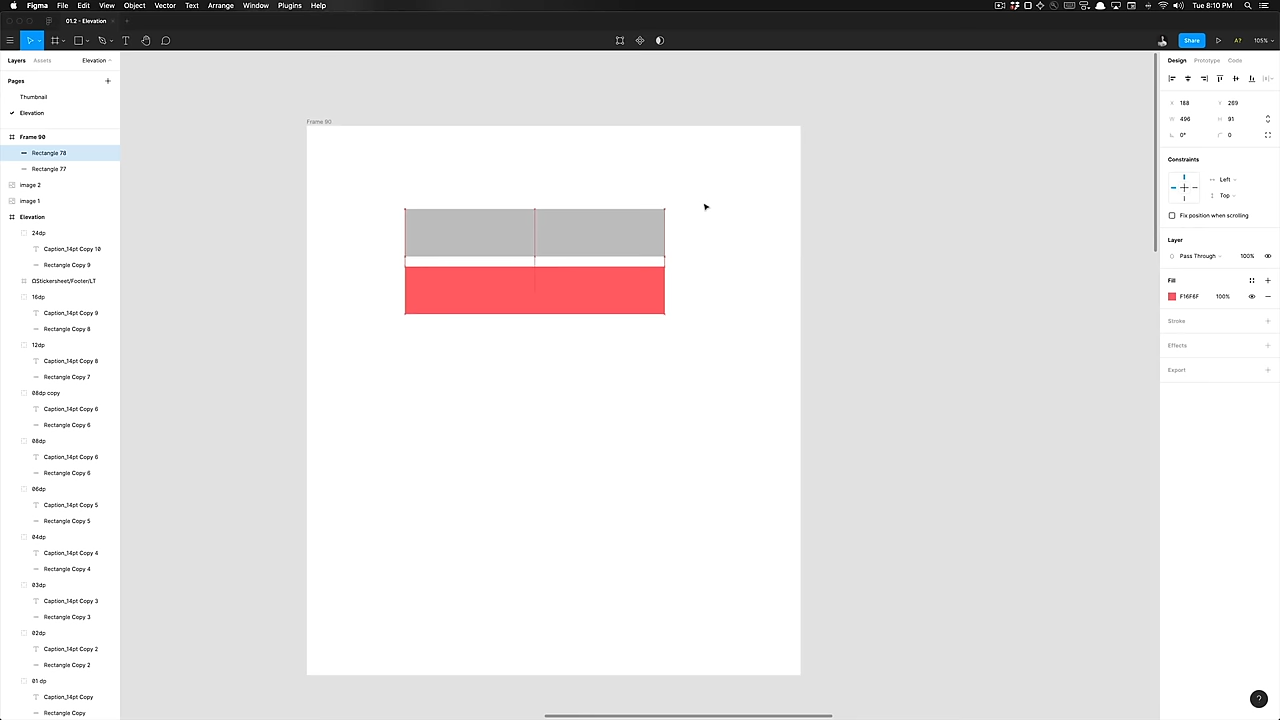 Figma File Edit View Object Vector Text Arrange Window Plugins Help
Tue 8:10 PM
01.2 - Elevation
Share
A?
105%
Layers Assets Elevation
Design Prototype Code
Pages
Thumbnail
Elevation
Frame 90
Rectangle 78
Rectangle 77
image 2
image 1
Elevation
24dp
Caption_14pt Copy 10
Rectangle Copy 9
ΩStickersheet/Footer/LT
16dp
Caption_14pt Copy 9
Rectangle Copy 8
12dp
Caption_14pt Copy 8
Rectangle Copy 7
08dp copy
Caption_14pt Copy 6
Rectangle Copy 6
08dp
Caption_14pt Copy 6
Rectangle Copy 6
06dp
Caption_14pt Copy 5
Rectangle Copy 5
04dp
Caption_14pt Copy 4
Rectangle Copy 4
03dp
Caption_14pt Copy 3
Rectangle Copy 3
02dp
Caption_14pt Copy 2
Rectangle Copy 2
01 dp
Caption_14pt Copy
Rectangle Copy
Frame 90
X 188 Y 269
W 496 H 91
0° 0
Constraints
Left
Top
Fix position when scrolling
Layer
Pass Through 100%
Fill
F16F6F 100%
Stroke
Effects
Export
?